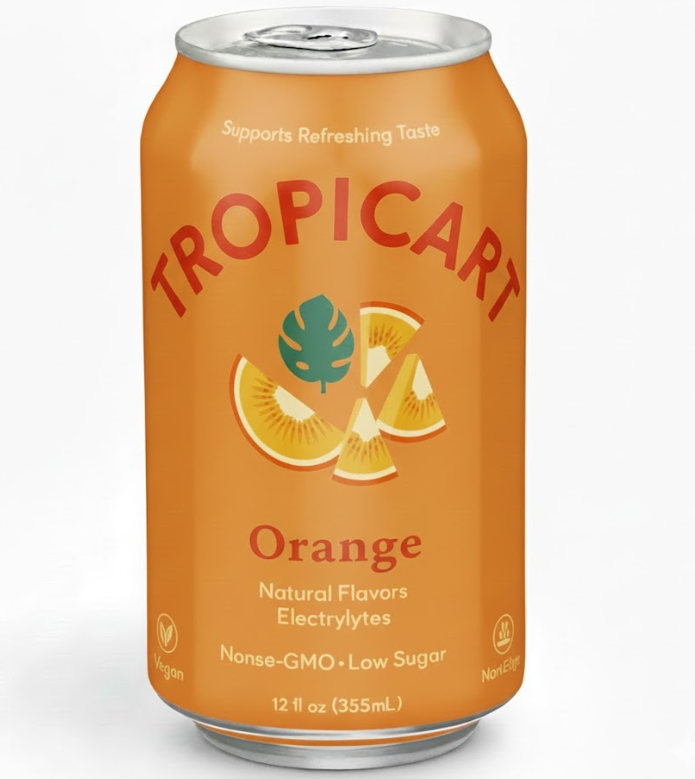 Supports Refreshing Taste
TROPICART
Orange
Natural Flavors
Electrylytes
Nonse-GMO • Low Sugar
Vegan
12 fl oz (355mL)